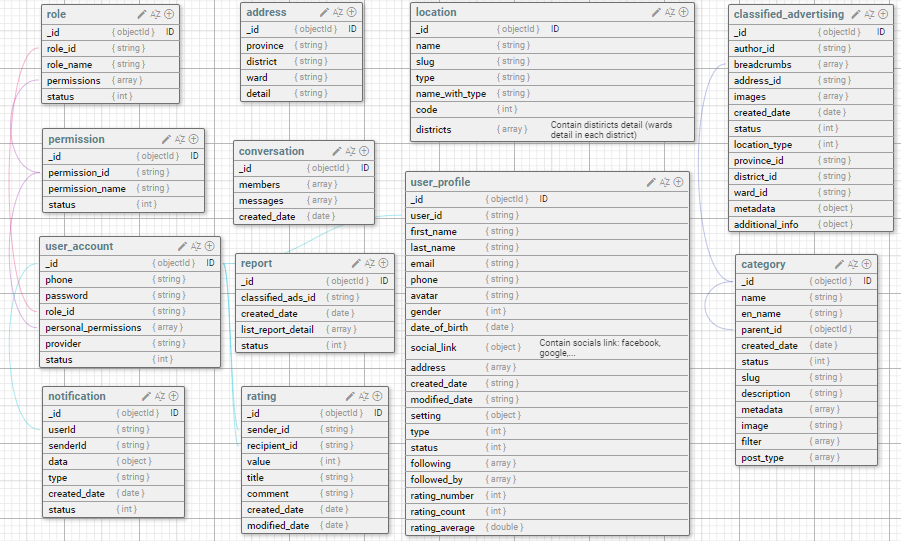 role
_id { objectId } ID
role_id { string }
role_name { string }
permissions { array }
status { int }
permission
_id { objectId } ID
permission_id { string }
permission_name { string }
status { int }
user_account
_id { objectId } ID
phone { string }
password { string }
role_id { string }
personal_permissions { array }
provider { string }
status { int }
notification
_id { objectId } ID
userId { string }
senderId { string }
data { object }
type { string }
created_date { date }
status { int }
address
_id { objectId } ID
province { string }
district { string }
ward { string }
detail { string }
conversation
_id { objectId } ID
members { array }
messages { array }
created_date { date }
report
_id { objectId } ID
classified_ads_id { string }
created_date { date }
list_report_detail { array }
status { int }
rating
_id { objectId } ID
sender_id { string }
recipient_id { string }
value { int }
title { string }
comment { string }
created_date { date }
modified_date { date }
location
_id { objectId } ID
name { string }
slug { string }
type { string }
name_with_type { string }
code { int }
districts { array } Contain distiricts detail (wards
detail in each district)
user_profile
_id { objectId } ID
user_id { string }
first_name { string }
last_name { string }
email { string }
phone { string }
avatar { string }
gender { int }
date_of_birth { date }
social_link { object } Contain socials link: facebook,
google,...
address { array }
created_date { string }
modified_date { string }
setting { object }
type { int }
status { int }
following { array }
followed_by { array }
rating_number { int }
rating_count { int }
rating_average { double }
classified_advertising
_id { objectId } ID
author_id { string }
breadcrumbs { array }
address_id { string }
images { array }
created_date { date }
status { int }
location_type { int }
province_id { string }
district_id { string }
ward_id { string }
metadata { object }
additional_info { object }
category
_id { objectId } ID
name { string }
en_name { string }
parent_id { objectId }
created_date { date }
status { int }
slug { string }
description { string }
metadata { array }
image { string }
filter { array }
post_type { array }